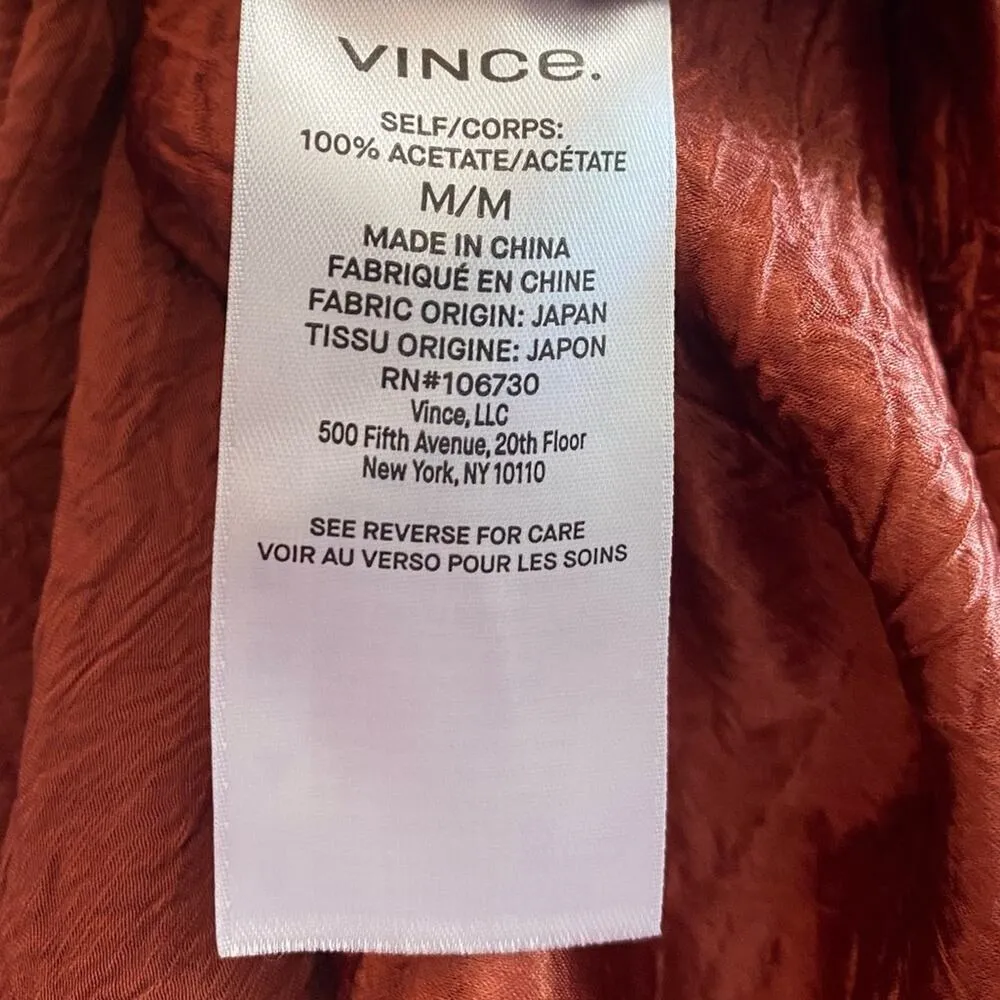 VINCe.
SELF/CORPS:
100% ACETATE/ACÉTATE
M/M
MADE IN CHINA
FABRIQUÉ EN CHINE
FABRIC ORIGIN: JAPAN
TISSU ORIGINE: JAPON
RN#106730
Vince, LLC
500 Fifth Avenue, 20th Floor
New York, NY 10110
SEE REVERSE FOR CARE
VOIR AU VERSO POUR LES SOINS